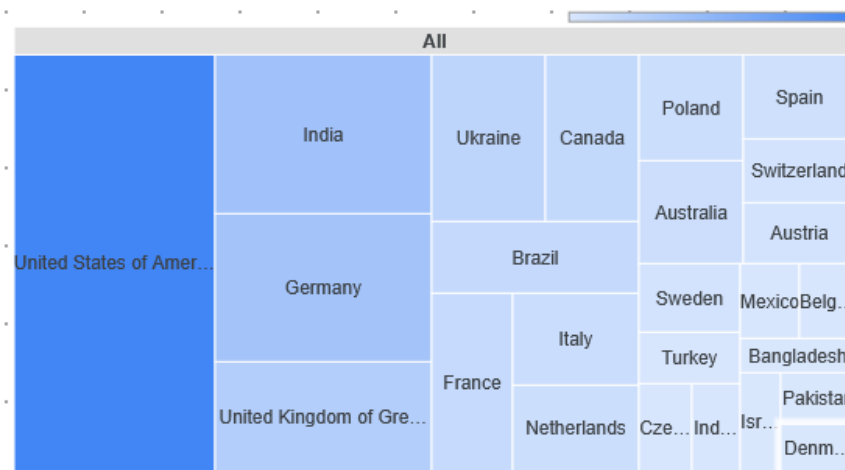 All
United States of Amer...
India
Germany
United Kingdom of Gre...
Ukraine
Canada
Brazil
France
Italy
Netherlands
Poland
Australia
Sweden
Turkey
Cze...
Ind...
Spain
Switzerland
Austria
Mexico
Belg..
Bangladesh
Isr...
Pakista
Denm..